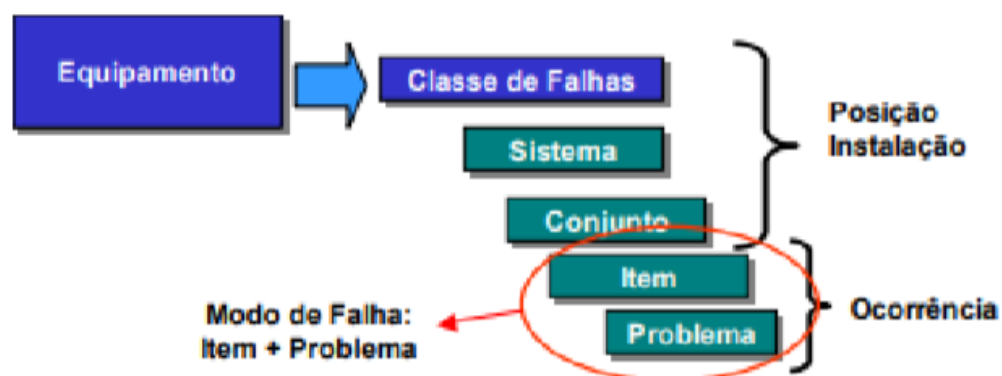 Equipamento
Classe de Falhas
Sistema
Conjunto
Item
Problema
Posição
Instalação
Ocorrência
Modo de Falha:
Item + Problema